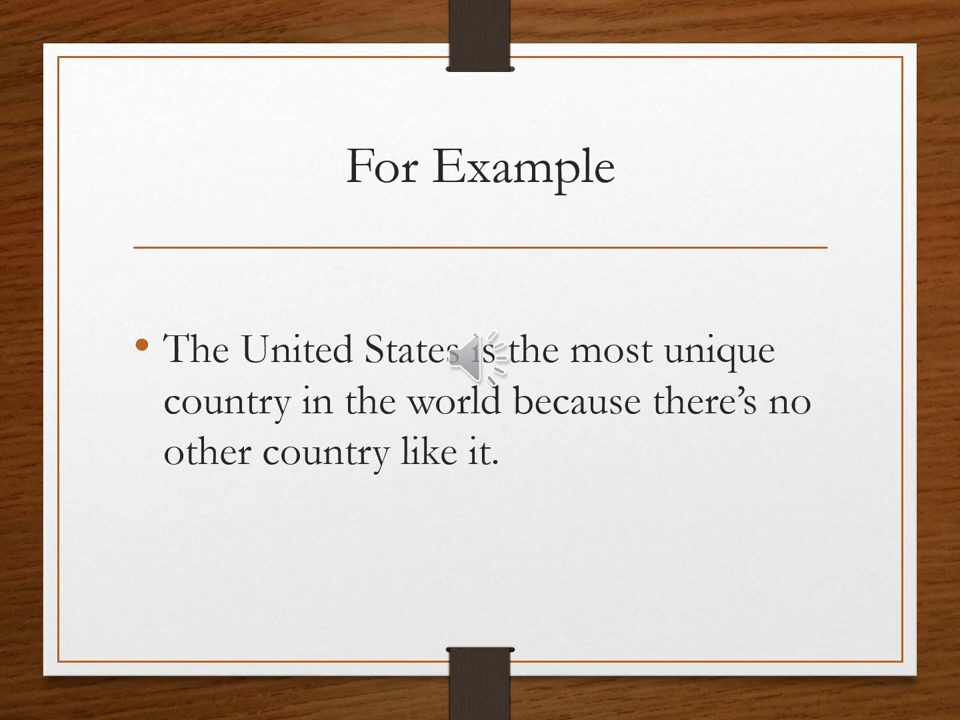 For Example
• The United States is the most unique
country in the world because there’s no
other country like it.